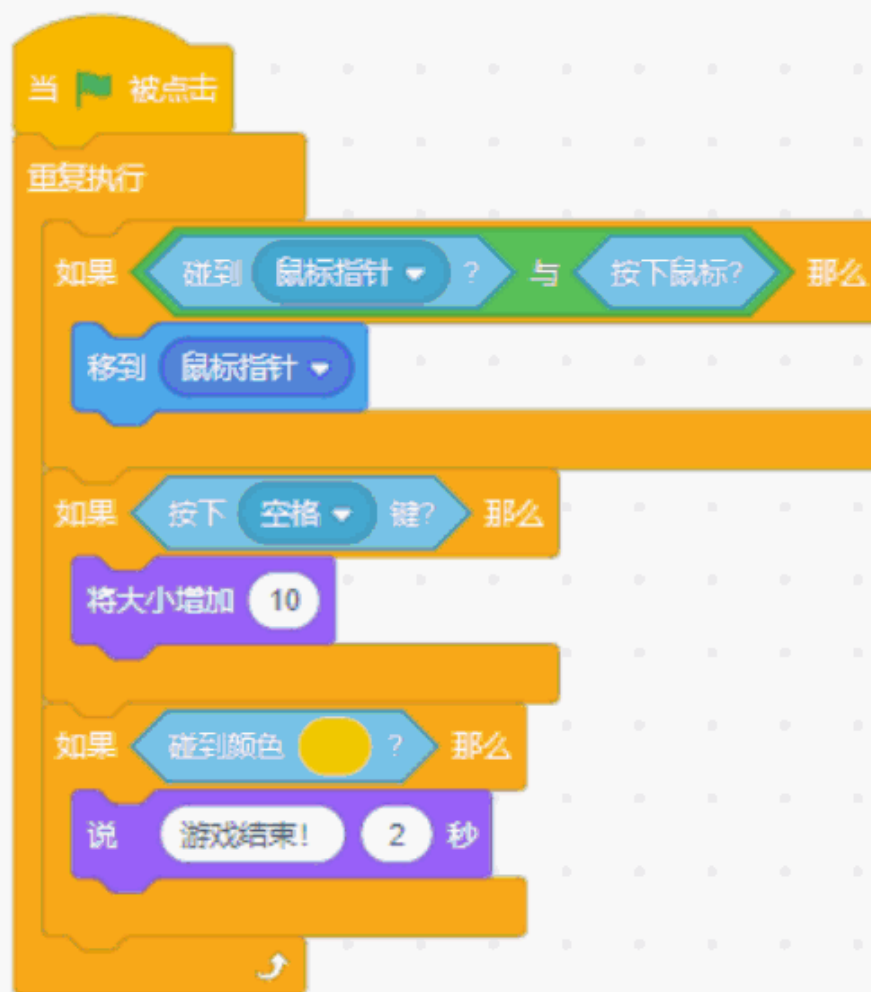 当 被点击
重复执行
如果 碰到 鼠标指针 ? 与 按下鼠标? 那么
移到 鼠标指针
如果 按下 空格 键? 那么
将大小增加 10
如果 碰到颜色 ? 那么
说 游戏结束! 2 秒